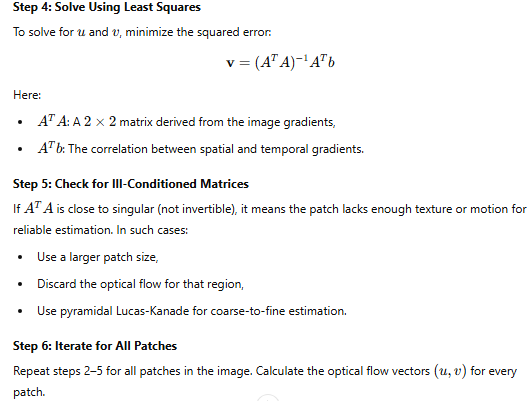 Step 4: Solve Using Least Squares
To solve for u and v, minimize the squared error:
v = (AᵀA)⁻¹Aᵀb
Here:
• AᵀA: A 2 × 2 matrix derived from the image gradients,
• Aᵀb: The correlation between spatial and temporal gradients.
Step 5: Check for Ill-Conditioned Matrices
If AᵀA is close to singular (not invertible), it means the patch lacks enough texture or motion for
reliable estimation. In such cases:
• Use a larger patch size,
• Discard the optical flow for that region,
• Use pyramidal Lucas-Kanade for coarse-to-fine estimation.
Step 6: Iterate for All Patches
Repeat steps 2–5 for all patches in the image. Calculate the optical flow vectors (u, v) for every
patch.